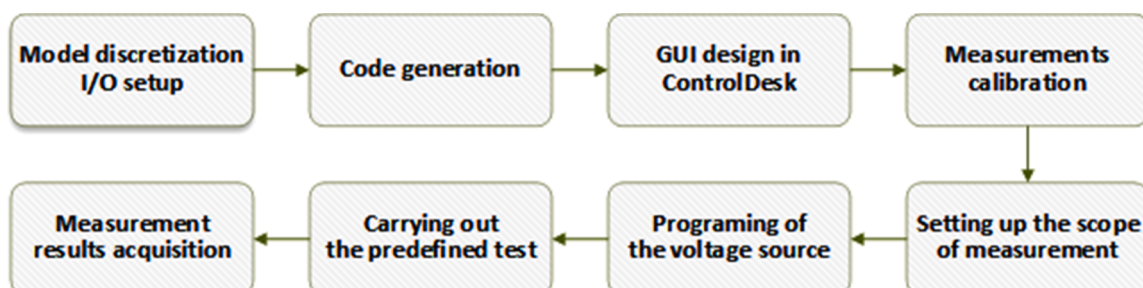 Model discretization
I/O setup
Code generation
GUI design in
ControlDesk
Measurements
calibration
Setting up the scope
of measurement
Programing of
the voltage source
Carrying out
the predefined test
Measurement
results acquisition